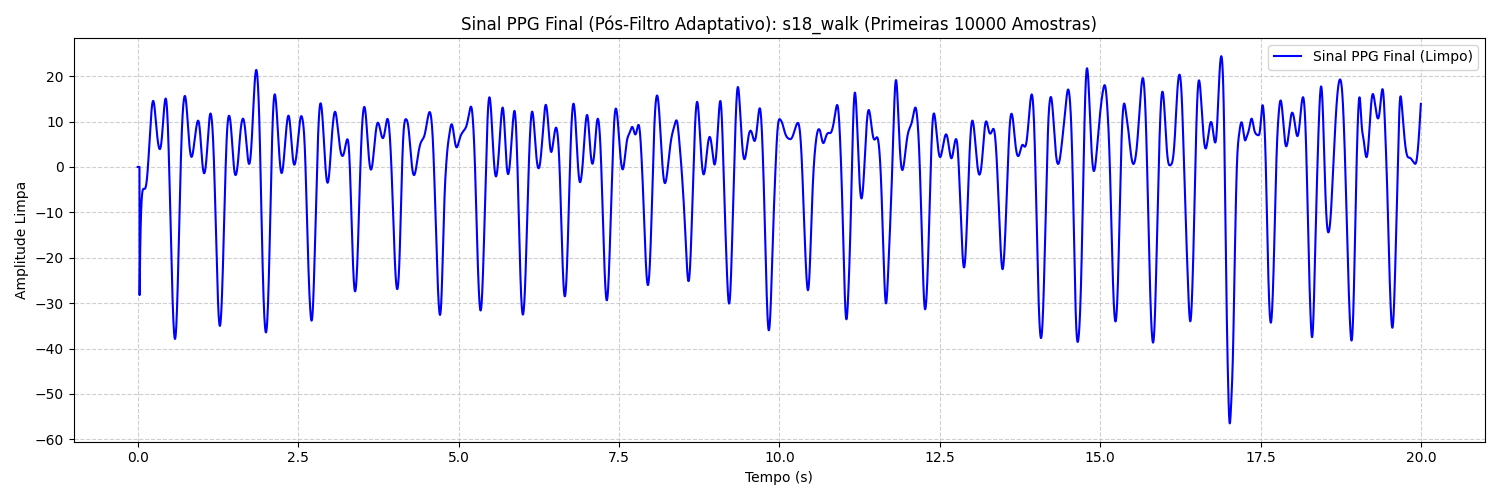 Sinal PPG Final (Pós-Filtro Adaptativo): s18_walk (Primeiras 10000 Amostras)
Sinal PPG Final (Limpo)
Amplitude Limpa
20
10
0
−10
−20
−30
−40
−50
−60
0.0 2.5 5.0 7.5 10.0 12.5 15.0 17.5 20.0
Tempo (s)